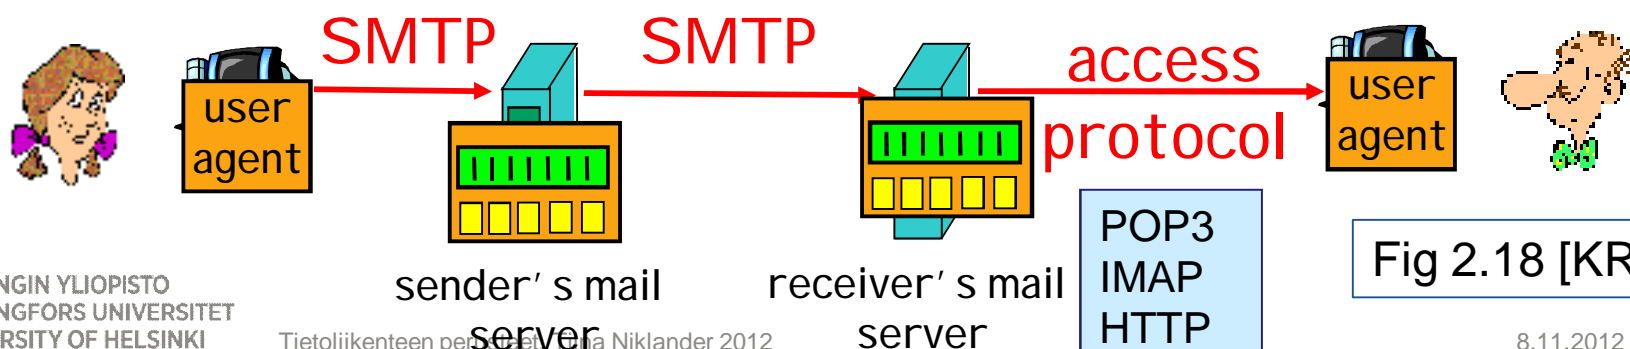 SMTP
SMTP
access
protocol
user
agent
user
agent
POP3
IMAP
HTTP
Fig 2.18 [KR
sender's mail
server
receiver's mail
server
NGIN YLIOPISTO
NGFORS UNIVERSITET
RSITY OF HELSINKI
Tietoliikenteen Niklander 2012
8.11.2012